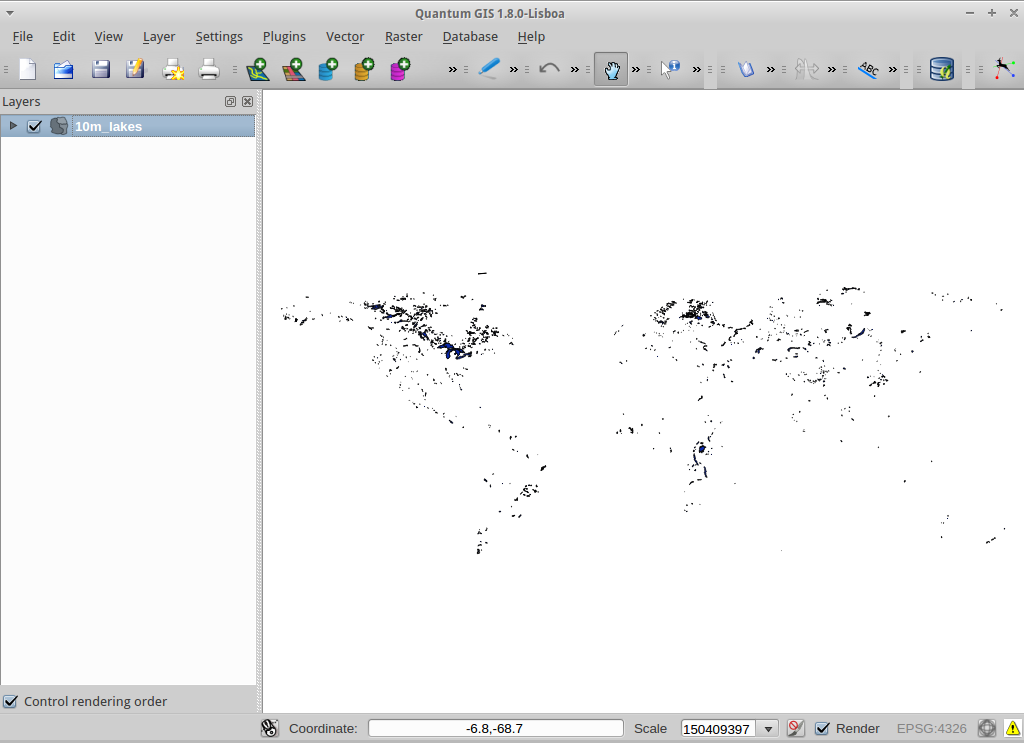 Quantum GIS 1.8.0-Lisboa
File Edit View Layer Settings Plugins Vector Raster Database Help
ABC
Layers
10m_lakes
Control rendering order
Coordinate: -6.8,-68.7 Scale 150409397 Render EPSG:4326